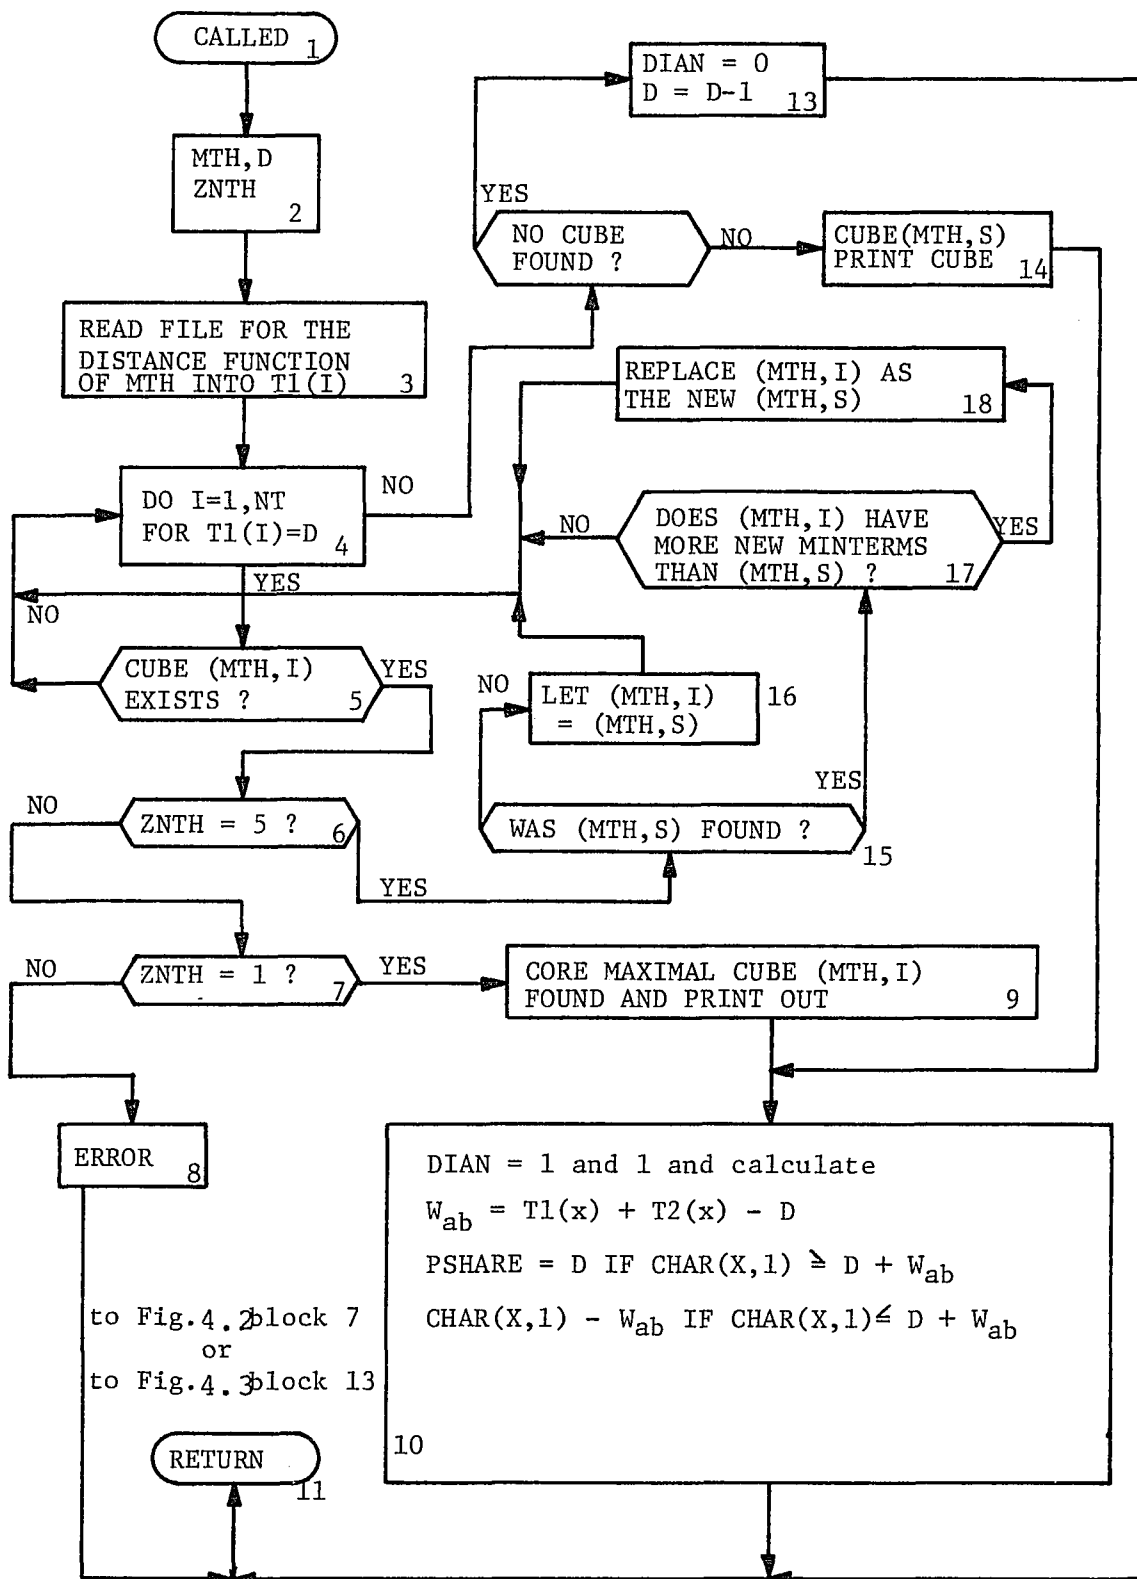 CALLED 1
MTH,D
ZNTH
2
READ FILE FOR THE
DISTANCE FUNCTION
OF MTH INTO T1(I) 3
DO I=1,NT
FOR T1(I)=D 4
NO
YES
NO
CUBE (MTH,I)
EXISTS ? 5
YES
NO
ZNTH = 5 ? 6
YES
NO
ZNTH = 1 ? 7
YES
ERROR 8
CORE MAXIMAL CUBE (MTH,I)
FOUND AND PRINT OUT 9
DIAN = 0
D = D-1 13
YES
NO CUBE
FOUND ?
NO
CUBE(MTH,S)
PRINT CUBE 14
REPLACE (MTH,I) AS
THE NEW (MTH,S) 18
NO
DOES (MTH,I) HAVE
MORE NEW MINTERMS
THAN (MTH,S) ? 17
YES
NO
LET (MTH,I)
= (MTH,S)
16
YES
WAS (MTH,S) FOUND ?
15
DIAN = 1 and 1 and calculate
W_ab = T1(x) + T2(x) - D
PSHARE = D IF CHAR(X,1) ≧ D + W_ab
CHAR(X,1) - W_ab IF CHAR(X,1) ≦ D + W_ab
10
to Fig.4.2 block 7
or
to Fig.4.3 block 13
RETURN
11